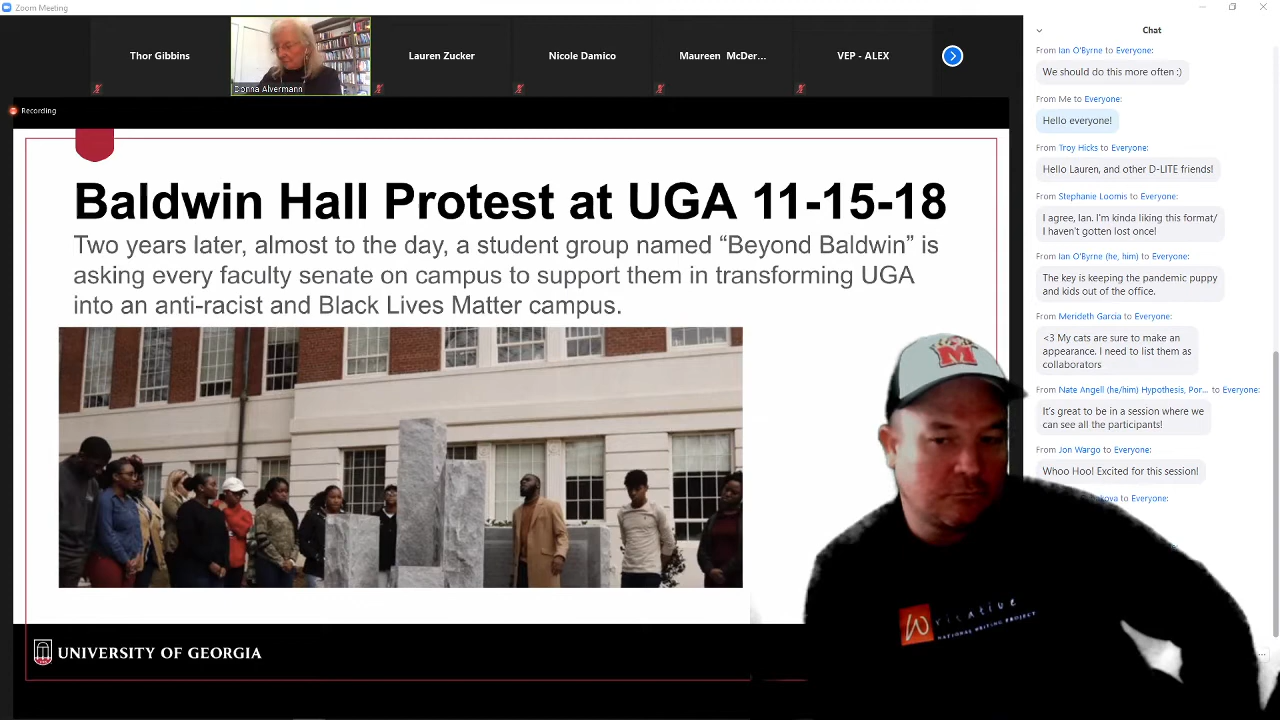 Zoom Meeting
Thor Gibbins
Donna Alvermann
Lauren Zucker
Nicole Damico
Maureen McDer...
VEP - ALEX
Recording
Baldwin Hall Protest at UGA 11-15-18
Two years later, almost to the day, a student group named “Beyond Baldwin” is
asking every faculty senate on campus to support them in transforming UGA
into an anti-racist and Black Lives Matter campus.
UNIVERSITY OF GEORGIA
M
W
ricative
NATIONAL WRITING PROJECT
Chat
From Ian O'Byrne to Everyone:
We should do this more often :)
From Me to Everyone:
Hello everyone!
From Troy Hicks to Everyone:
Hello Lauren, and other D-LITE friends!
From Stephanie Loomis to Everyone:
I agree, Ian. I'm kinda liking this format/
I haven't gotten lost once!
From Ian O'Byrne (he, him) to Everyone:
The key is keeping the pandemic puppy
and kids out of the office.
From Merideth Garcia to Everyone:
<3 My cats are sure to make an
appearance. I need to list them as
collaborators
From Nate Angell (he/him) Hypothesis, Por... to Everyone:
It's great to be in a session where we
can see all the participants!
From Jon Wargo to Everyone:
Whoo Hoo! Excited for this session!
to Everyone: